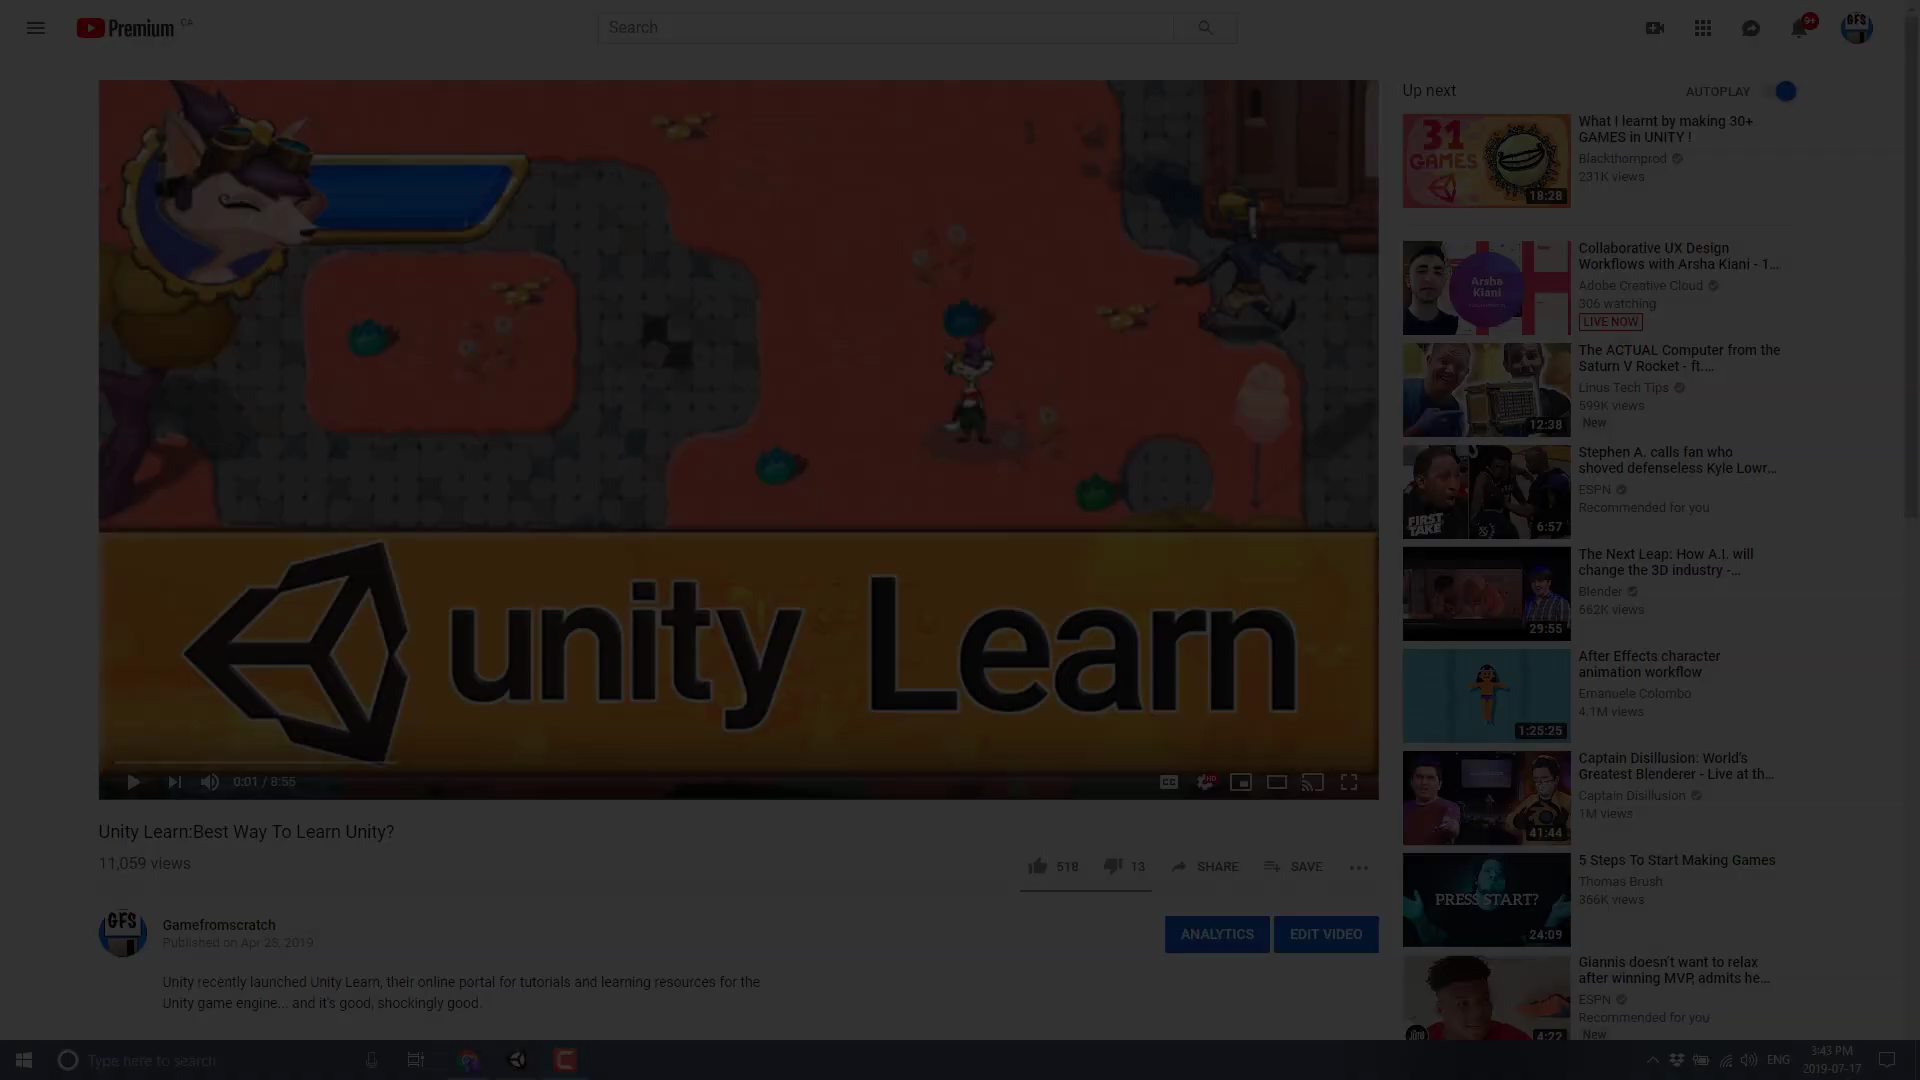 Premium CA
Search
9+
GFS
unity Learn
0:01 / 8:55
CC
HD
Unity Learn:Best Way To Learn Unity?
11,059 views
518
13
SHARE
SAVE
GFS
Gamefromscratch
Published on Apr 28, 2019
ANALYTICS
EDIT VIDEO
Unity recently launched Unity Learn, their online portal for tutorials and learning resources for the
Unity game engine... and it's good, shockingly good.
Up next
AUTOPLAY
31
GAMES
18:28
What I learnt by making 30+
GAMES in UNITY !
Blackthornprod
231K views
Arsha
Kiani
Collaborative UX Design
Workflows with Arsha Kiani - 1...
Adobe Creative Cloud
306 watching
LIVE NOW
12:38
The ACTUAL Computer from the
Saturn V Rocket - ft....
Linus Tech Tips
599K views
New
FIRST
TAKE
6:57
Stephen A. calls fan who
shoved defenseless Kyle Lowr...
ESPN
Recommended for you
29:55
The Next Leap: How A.I. will
change the 3D industry -...
Blender
662K views
1:25:25
After Effects character
animation workflow
Emanuele Colombo
4.1M views
41:44
Captain Disillusion: World's
Greatest Blenderer - Live at th...
Captain Disillusion
1M views
PRESS START?
24:09
5 Steps To Start Making Games
Thomas Brush
366K views
4:22
Giannis doesn't want to relax
after winning MVP, admits he...
ESPN
Recommended for you
New
Type here to search
ENG
3:43 PM
2019-07-17